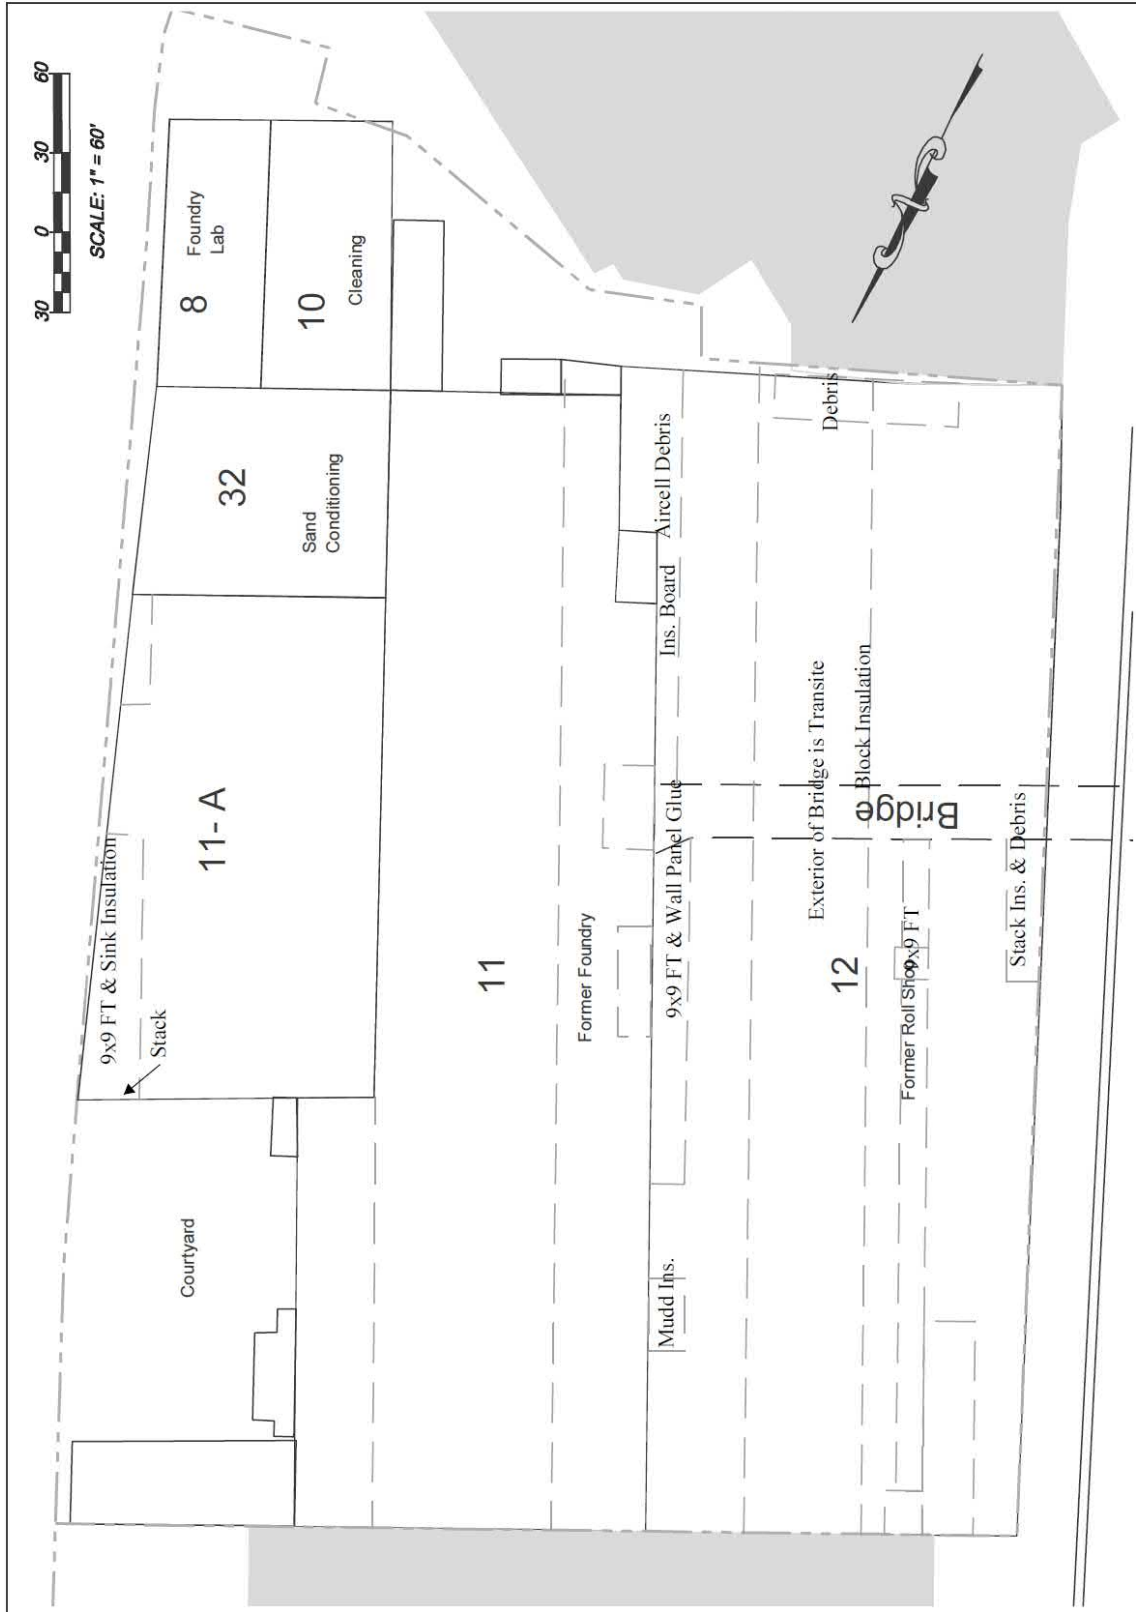 30
0
30
60
SCALE: 1" = 60'
8
Foundry
Lab
10
Cleaning
32
Sand
Conditioning
11- A
9x9 FT & Sink Insulation
Stack
Courtyard
11
Former Foundry
Aircell Debris
Ins. Board
9x9 FT & Wall Panel Glue
Mudd Ins.
Debris
Exterior of Bridge is Transite
Block Insulation
Bridge
12
Former Roll Shop
9x9 FT
Stack Ins. & Debris